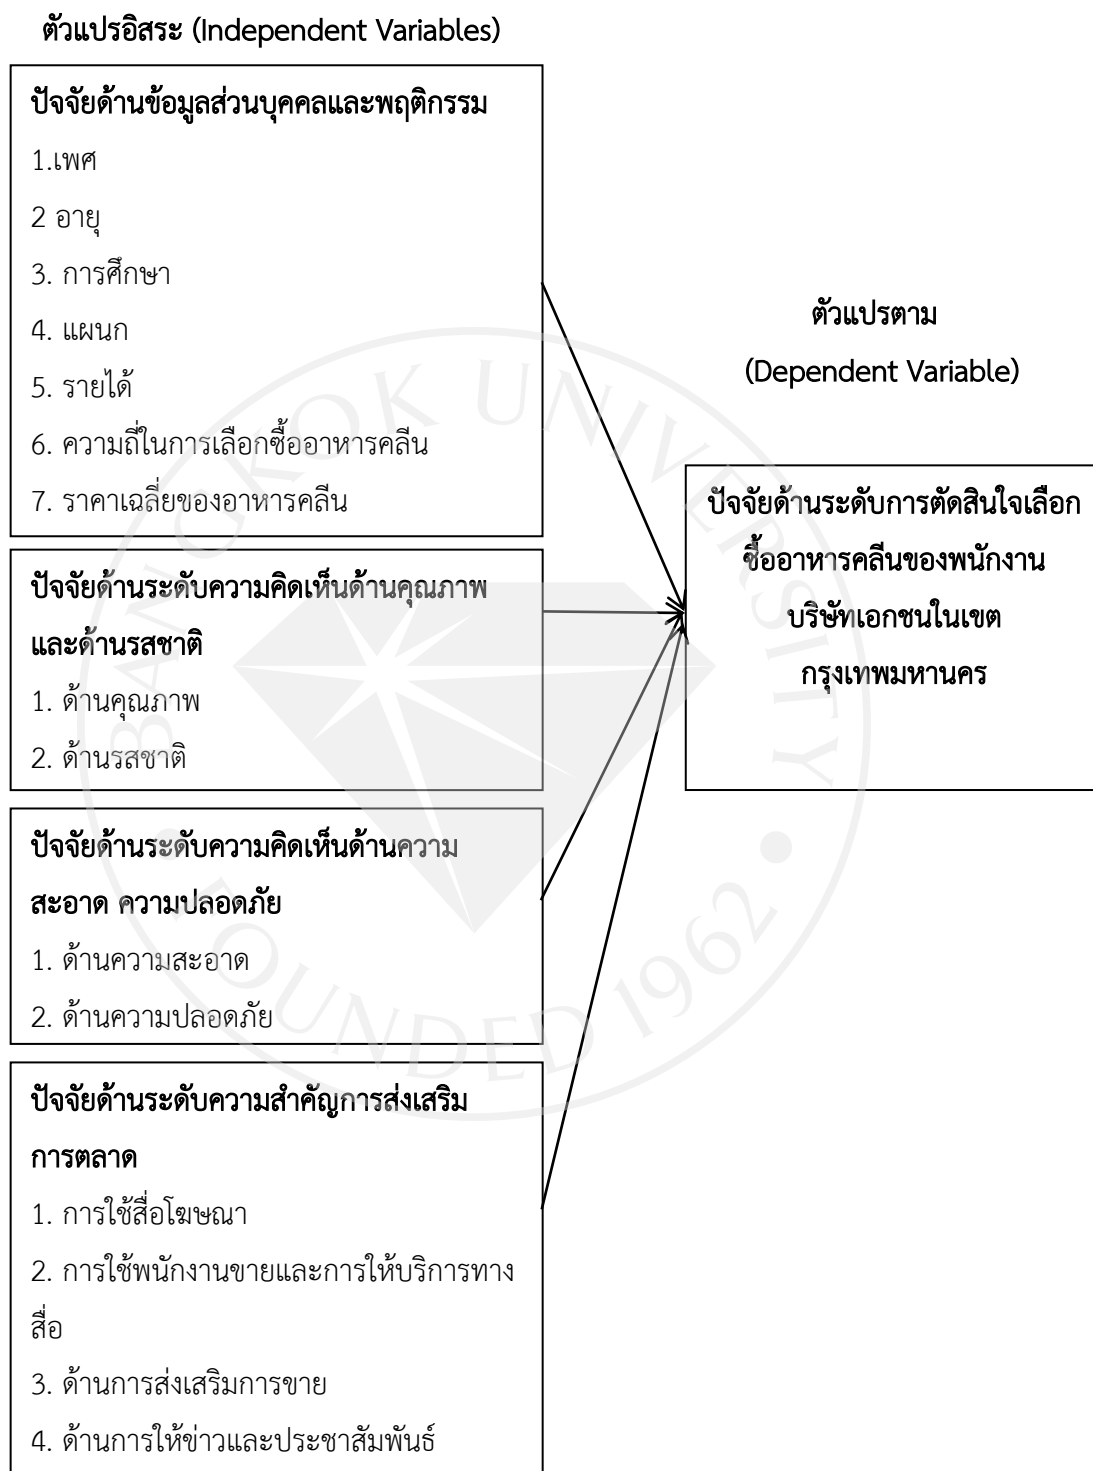 ตัวแปรอิสระ (Independent Variables)
ปัจจัยด้านข้อมูลส่วนบุคคลและพฤติกรรม
1.เพศ
2 อายุ
3. การศึกษา
4. แผนก
5. รายได้
6. ความถี่ในการเลือกซื้ออาหารคลีน
7. ราคาเฉลี่ยของอาหารคลีน
ปัจจัยด้านระดับความคิดเห็นด้านคุณภาพ
และด้านรสชาติ
1. ด้านคุณภาพ
2. ด้านรสชาติ
ปัจจัยด้านระดับความคิดเห็นด้านความ
สะอาด ความปลอดภัย
1. ด้านความสะอาด
2. ด้านความปลอดภัย
ปัจจัยด้านระดับความสำคัญการส่งเสริม
การตลาด
1. การใช้สื่อโฆษณา
2. การใช้พนักงานขายและการให้บริการทาง
สื่อ
3. ด้านการส่งเสริมการขาย
4. ด้านการให้ข่าวและประชาสัมพันธ์
ตัวแปรตาม
(Dependent Variable)
ปัจจัยด้านระดับการตัดสินใจเลือก
ซื้ออาหารคลีนของพนักงาน
บริษัทเอกชนในเขต
กรุงเทพมหานคร
BANGKOK UNIVERSITY
FOUNDED 1962